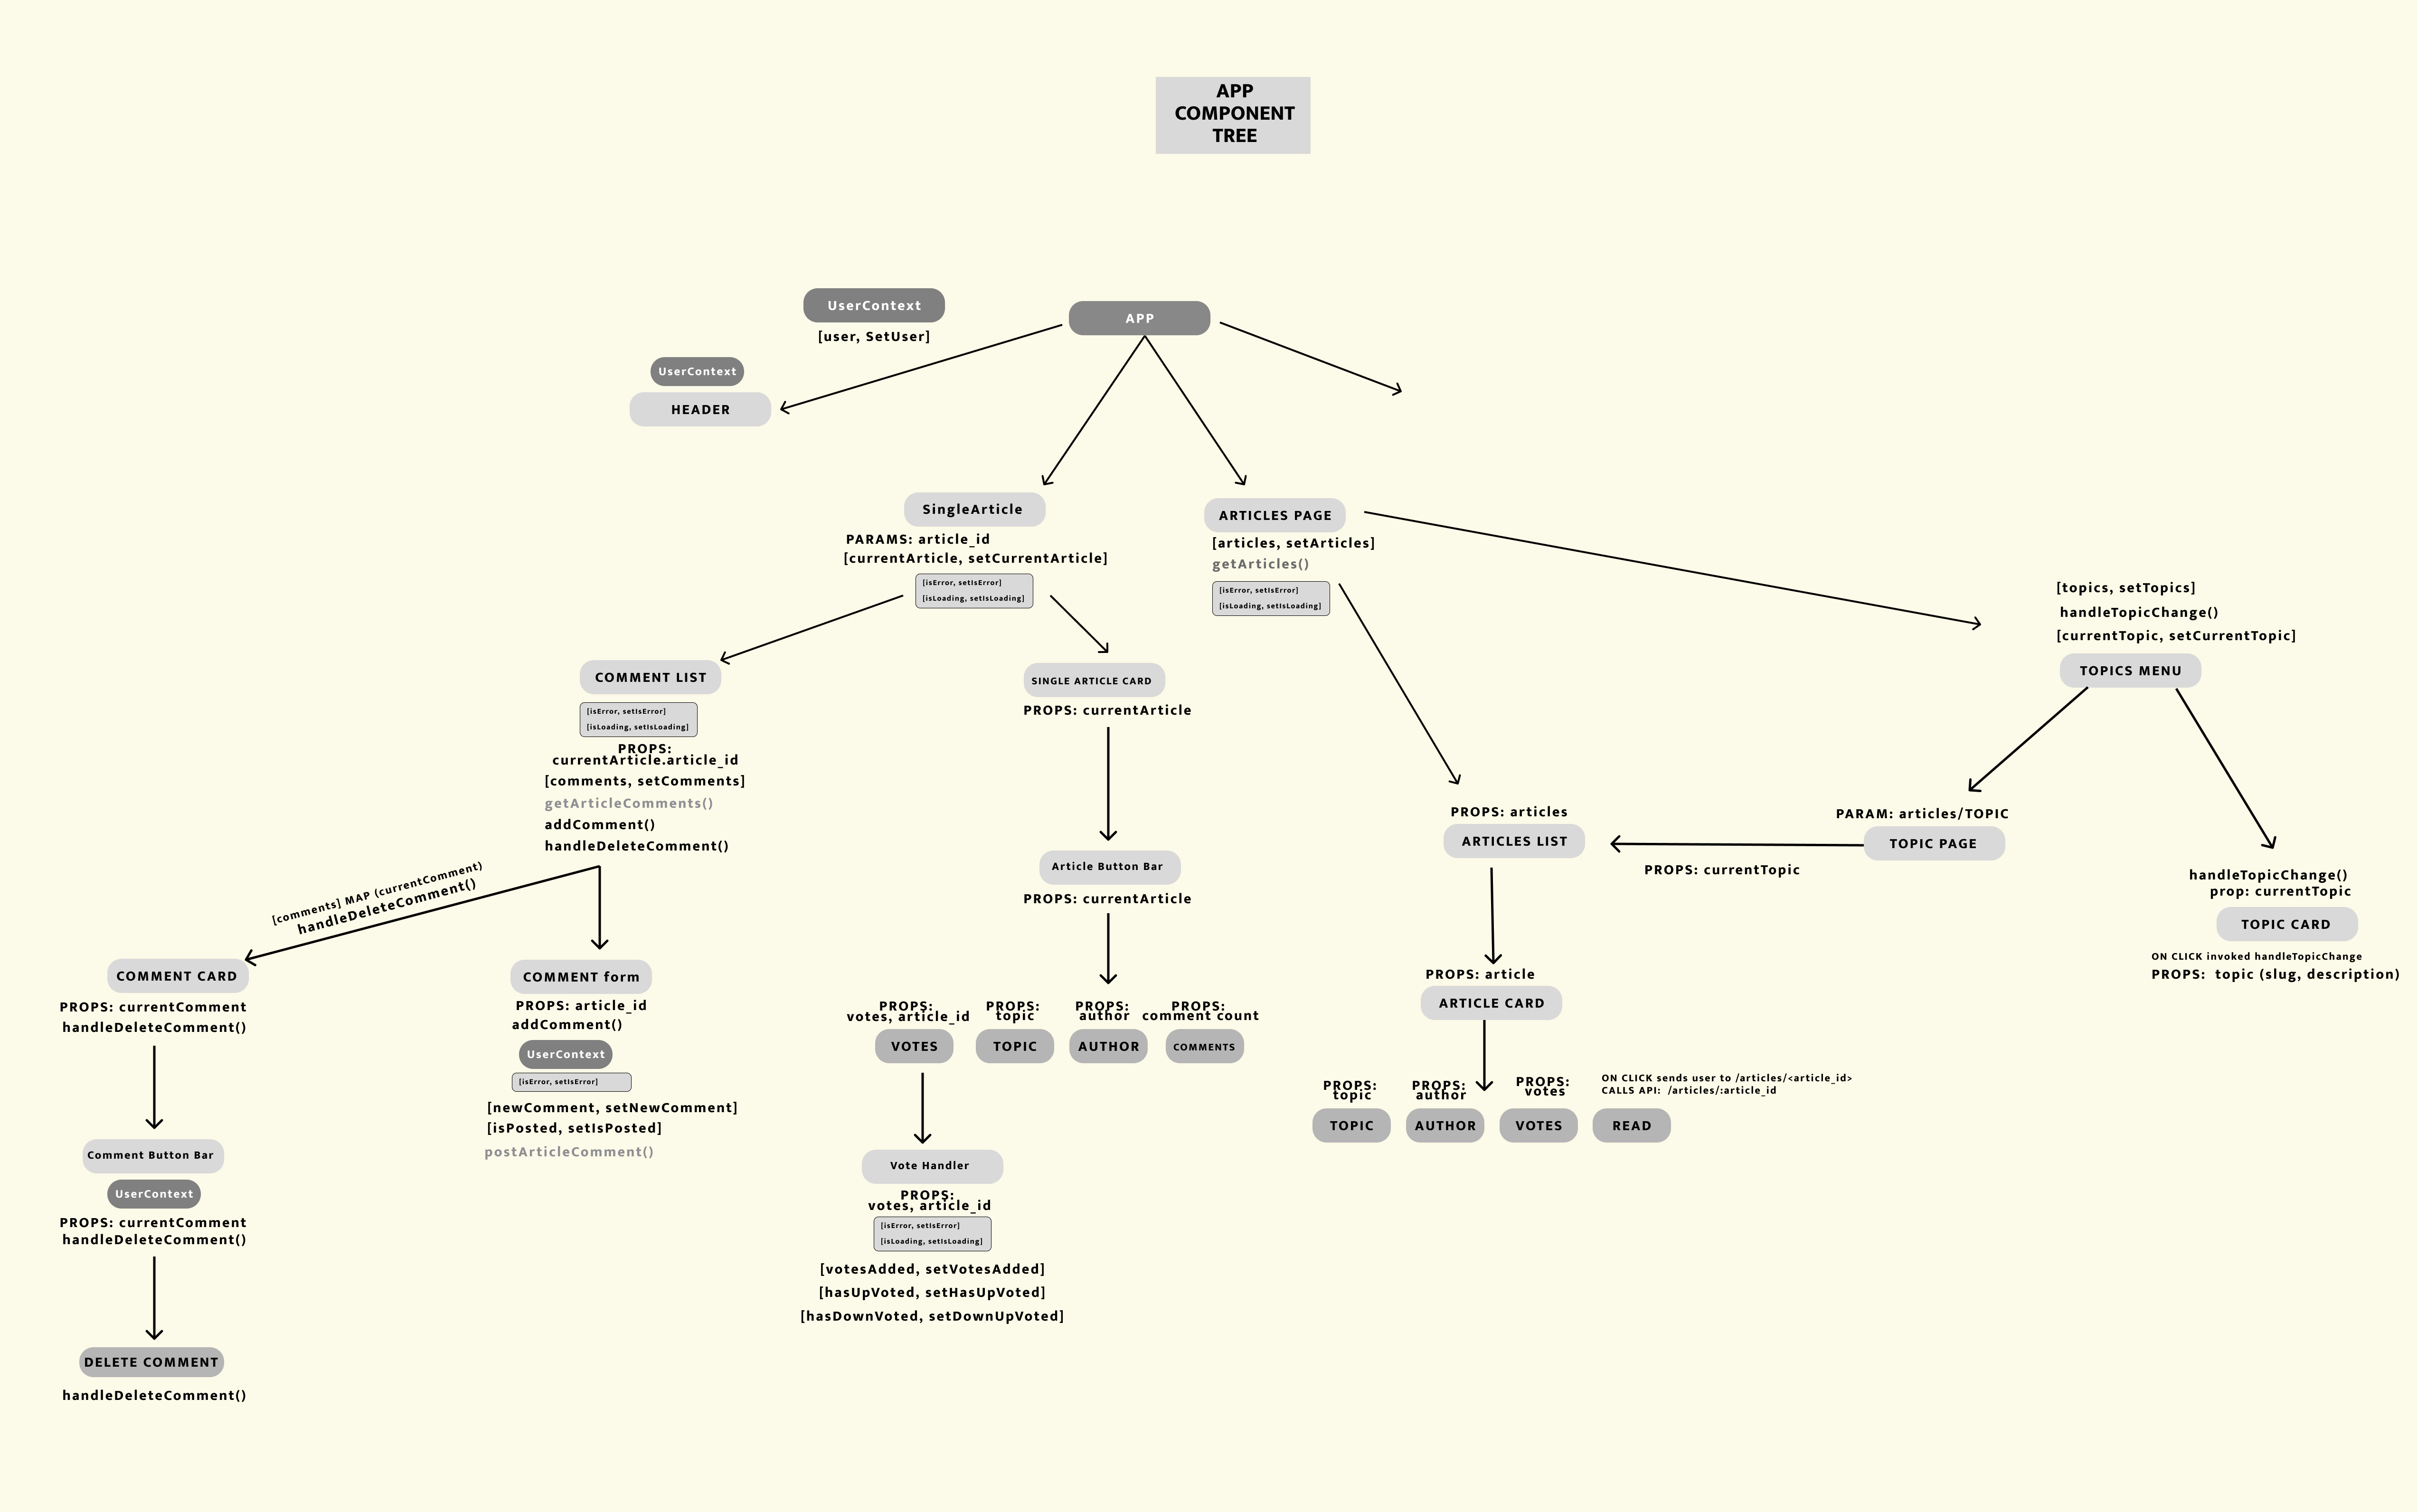 APP
COMPONENT
TREE
UserContext
[user, SetUser]
APP
UserContext
HEADER
SingleArticle
PARAMS: article_id
[currentArticle, setCurrentArticle]
[isError, setIsError]
[isLoading, setIsLoading]
ARTICLES PAGE
[articles, setArticles]
getArticles()
[isError, setIsError]
[isLoading, setIsLoading]
[topics, setTopics]
handleTopicChange()
[currentTopic, setCurrentTopic]
TOPICS MENU
COMMENT LIST
[isError, setIsError]
[isLoading, setIsLoading]
PROPS:
currentArticle.article_id
[comments, setComments]
getArticleComments()
addComment()
handleDeleteComment()
SINGLE ARTICLE CARD
PROPS: currentArticle
Article Button Bar
PROPS: currentArticle
PROPS: articles
ARTICLES LIST
PARAM: articles/TOPIC
TOPIC PAGE
PROPS: currentTopic
handleTopicChange()
prop: currentTopic
TOPIC CARD
ON CLICK invoked handleTopicChange
PROPS: topic (slug, description)
[comments] MAP (currentComment)
handleDeleteComment()
COMMENT CARD
PROPS: currentComment
handleDeleteComment()
COMMENT form
PROPS: article_id
addComment()
UserContext
[isError, setIsError]
[newComment, setNewComment]
[isPosted, setIsPosted]
postArticleComment()
PROPS:
votes, article_id
VOTES
PROPS:
topic
TOPIC
PROPS:
author
AUTHOR
PROPS:
comment count
COMMENTS
PROPS: article
ARTICLE CARD
PROPS:
topic
TOPIC
PROPS:
author
AUTHOR
PROPS:
votes
VOTES
ON CLICK sends user to /articles/<article_id>
CALLS API: /articles/:article_id
READ
Comment Button Bar
UserContext
PROPS: currentComment
handleDeleteComment()
Vote Handler
PROPS:
votes, article_id
[isError, setIsError]
[isLoading, setIsLoading]
[votesAdded, setVotesAdded]
[hasUpVoted, setHasUpVoted]
[hasDownVoted, setDownUpVoted]
DELETE COMMENT
handleDeleteComment()